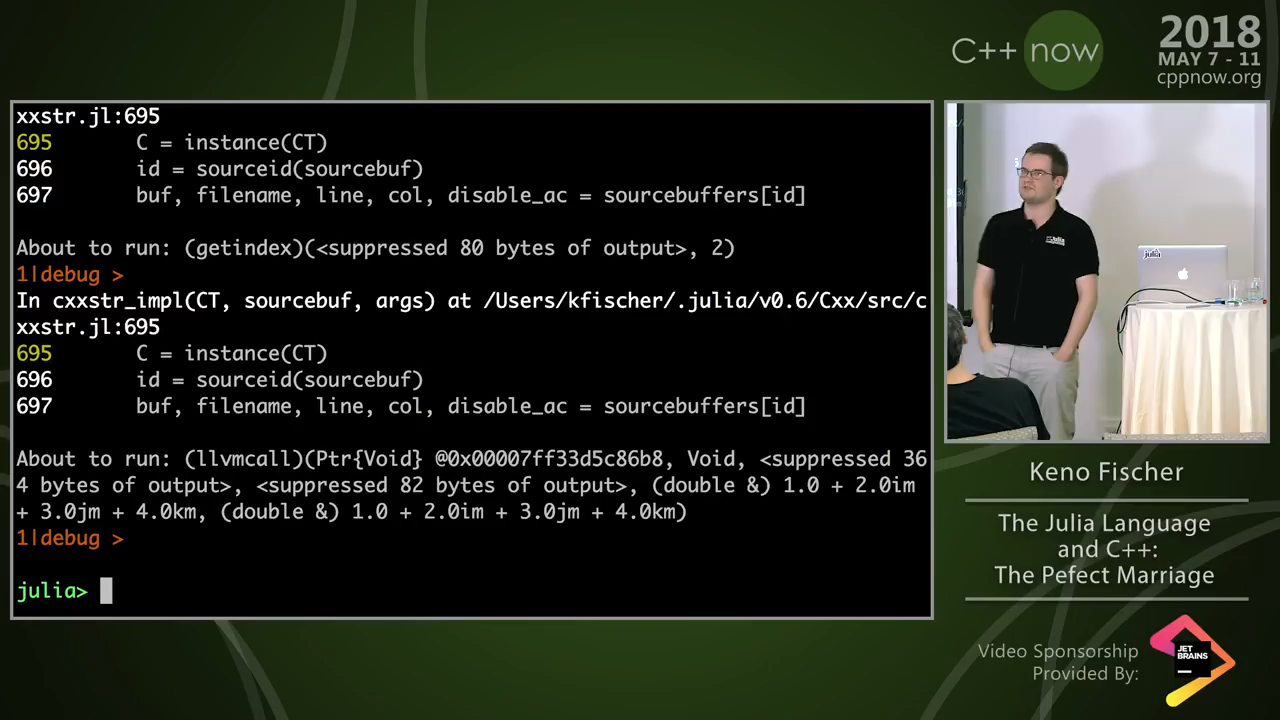 C++ now
2018
MAY 7 - 11
cppnow.org
xxstr.jl:695
695 C = instance(CT)
696 id = sourceid(sourcebuf)
697 buf, filename, line, col, disable_ac = sourcebuffers[id]
About to run: (getindex)(<suppressed 80 bytes of output>, 2)
1|debug >
In cxxstr_impl(CT, sourcebuf, args) at /Users/kfischer/.julia/v0.6/Cxx/src/c
xxstr.jl:695
695 C = instance(CT)
696 id = sourceid(sourcebuf)
697 buf, filename, line, col, disable_ac = sourcebuffers[id]
About to run: (llvmcall)(Ptr{Void} @0x00007ff33d5c86b8, Void, <suppressed 36
4 bytes of output>, <suppressed 82 bytes of output>, (double &) 1.0 + 2.0im
+ 3.0jm + 4.0km, (double &) 1.0 + 2.0im + 3.0jm + 4.0km)
1|debug >
julia>
julia
Keno Fischer
The Julia Language
and C++:
The Pefect Marriage
Video Sponsorship
Provided By:
JET
BRAINS